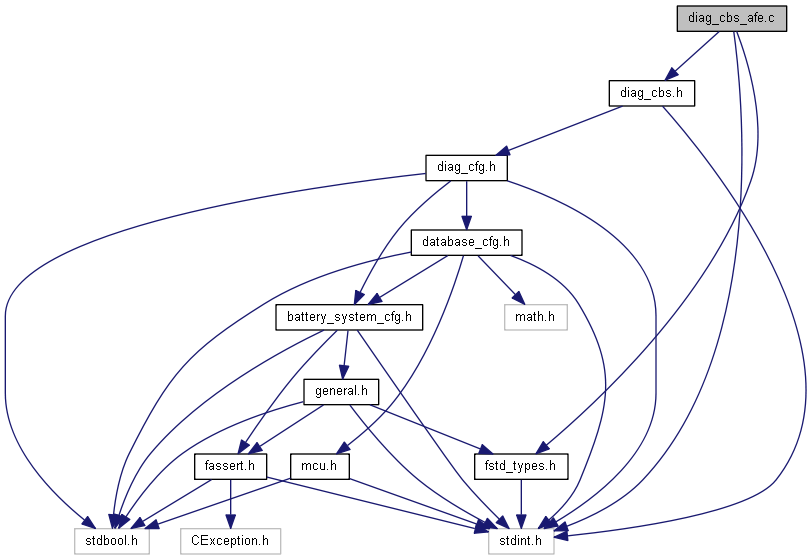 diag_cbs_afe.c
diag_cbs.h
diag_cfg.h
database_cfg.h
battery_system_cfg.h
math.h
general.h
fassert.h
mcu.h
fstd_types.h
stdbool.h
CException.h
stdint.h